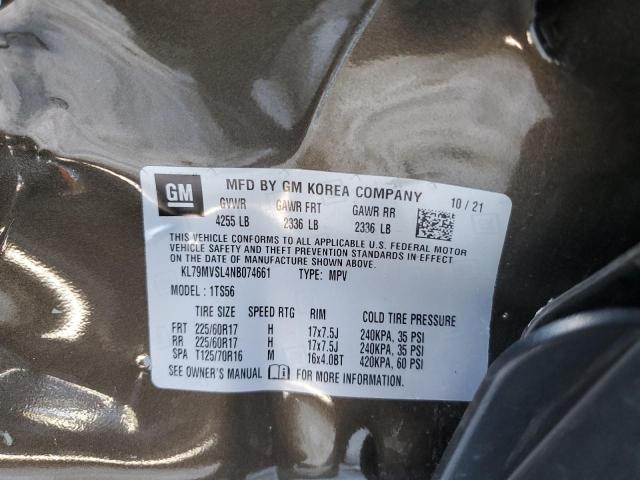 GM MFD BY GM KOREA COMPANY 10 / 21
GVWR GAWR FRT GAWR RR
4255 LB 2336 LB 2336 LB
THIS VEHICLE CONFORMS TO ALL APPLICABLE U.S. FEDERAL MOTOR
VEHICLE SAFETY AND THEFT PREVENTION STANDARDS IN EFFECT
ON THE DATE OF MANUFACTURE SHOWN ABOVE.
KL79MVSL4NB074661 TYPE: MPV
MODEL : 1TS56
TIRE SIZE SPEED RTG RIM COLD TIRE PRESSURE
FRT 225/60R17 H 17x7.5J 240KPA, 35 PSI
RR 225/60R17 H 17x7.5J 240KPA, 35 PSI
SPA T125/70R16 M 16x4.0BT 420KPA, 60 PSI
SEE OWNER'S MANUAL FOR MORE INFORMATION.